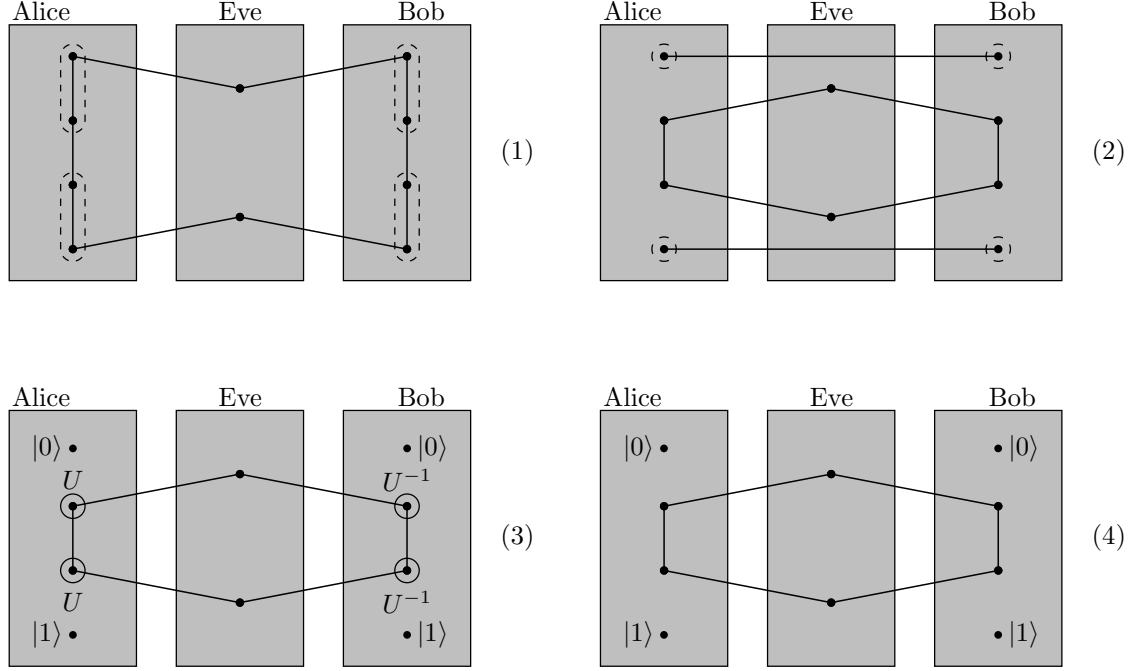 Alice Eve Bob
(1)
Alice Eve Bob
(2)
Alice Eve Bob
|0⟩ |0⟩
U U⁻¹
(3)
U U⁻¹
|1⟩ |1⟩
Alice Eve Bob
|0⟩ |0⟩
(4)
|1⟩ |1⟩